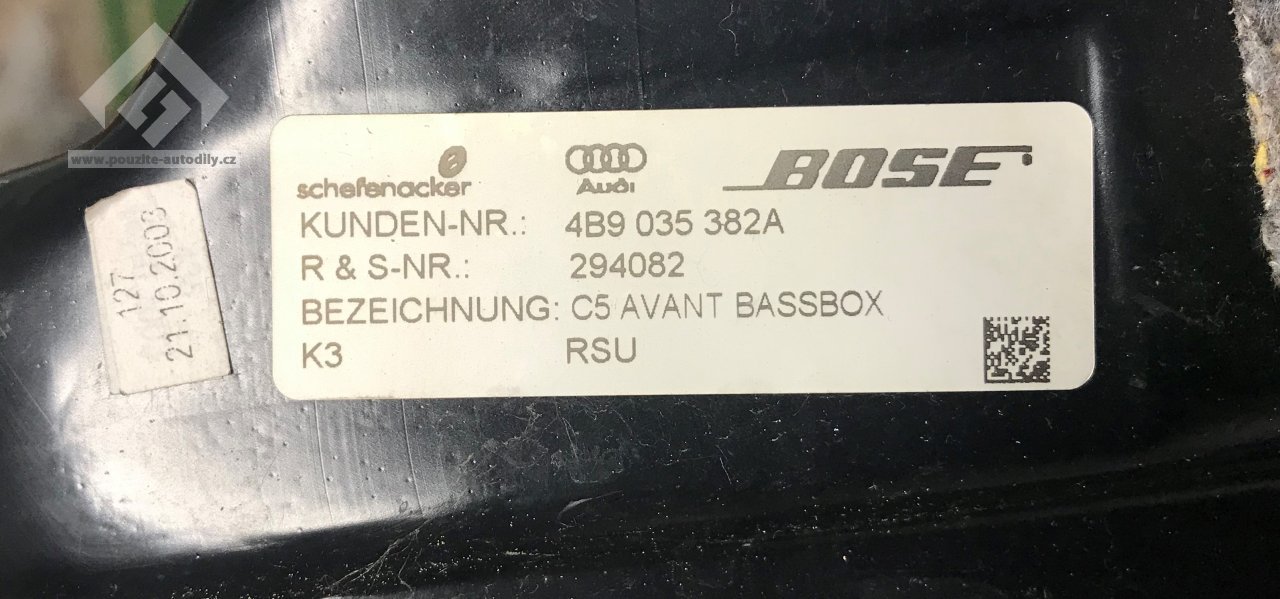 www.pouzite-autodily.cz
127
21.10.2003
schefenacker
Audi
BOSE
KUNDEN-NR.: 4B9 035 382A
R & S-NR.: 294082
BEZEICHNUNG: C5 AVANT BASSBOX
K3 RSU